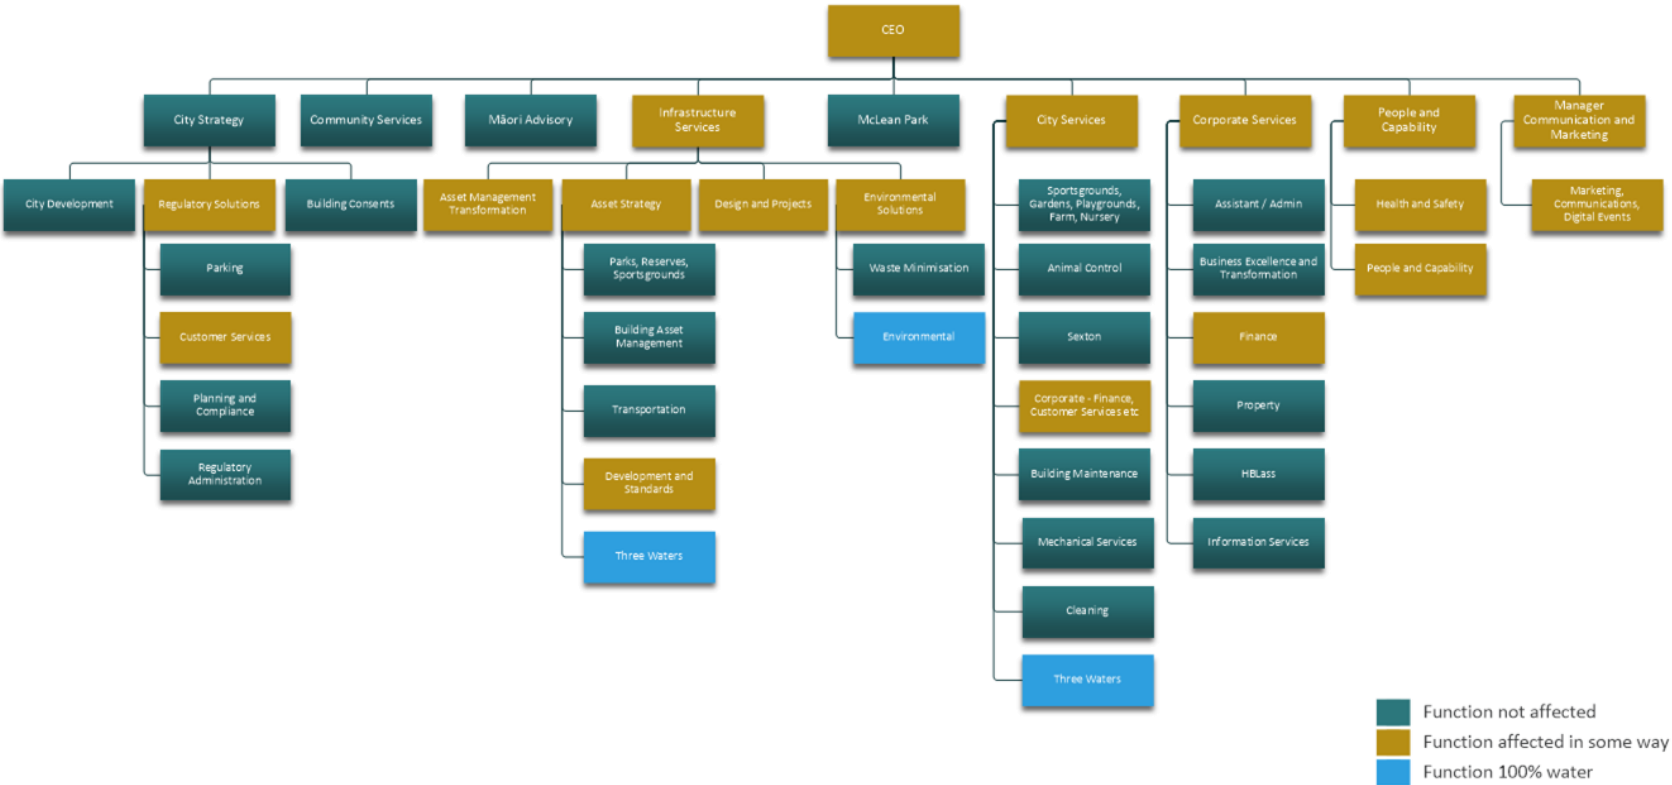 CEO
City Strategy
Community Services
Māori Advisory
Infrastructure
Services
McLean Park
City Services
Corporate Services
People and
Capability
Manager
Communication and
Marketing
City Development
Regulatory Solutions
Building Consents
Asset Management
Transformation
Asset Strategy
Design and Projects
Environmental
Solutions
Sportsgrounds,
Gardens, Playgrounds,
Farm, Nursery
Assistant / Admin
Health and Safety
Marketing,
Communications,
Digital Events
Parking
Parks, Reserves,
Sportsgrounds
Waste Minimisation
Animal Control
Business Excellence and
Transformation
People and Capability
Customer Services
Building Asset
Management
Environmental
Sexton
Finance
Planning and
Compliance
Transportation
Corporate - Finance,
Customer Services etc
Property
Regulatory
Administration
Development and
Standards
Building Maintenance
HBLass
Three Waters
Mechanical Services
Information Services
Cleaning
Three Waters
Function not affected
Function affected in some way
Function 100% water